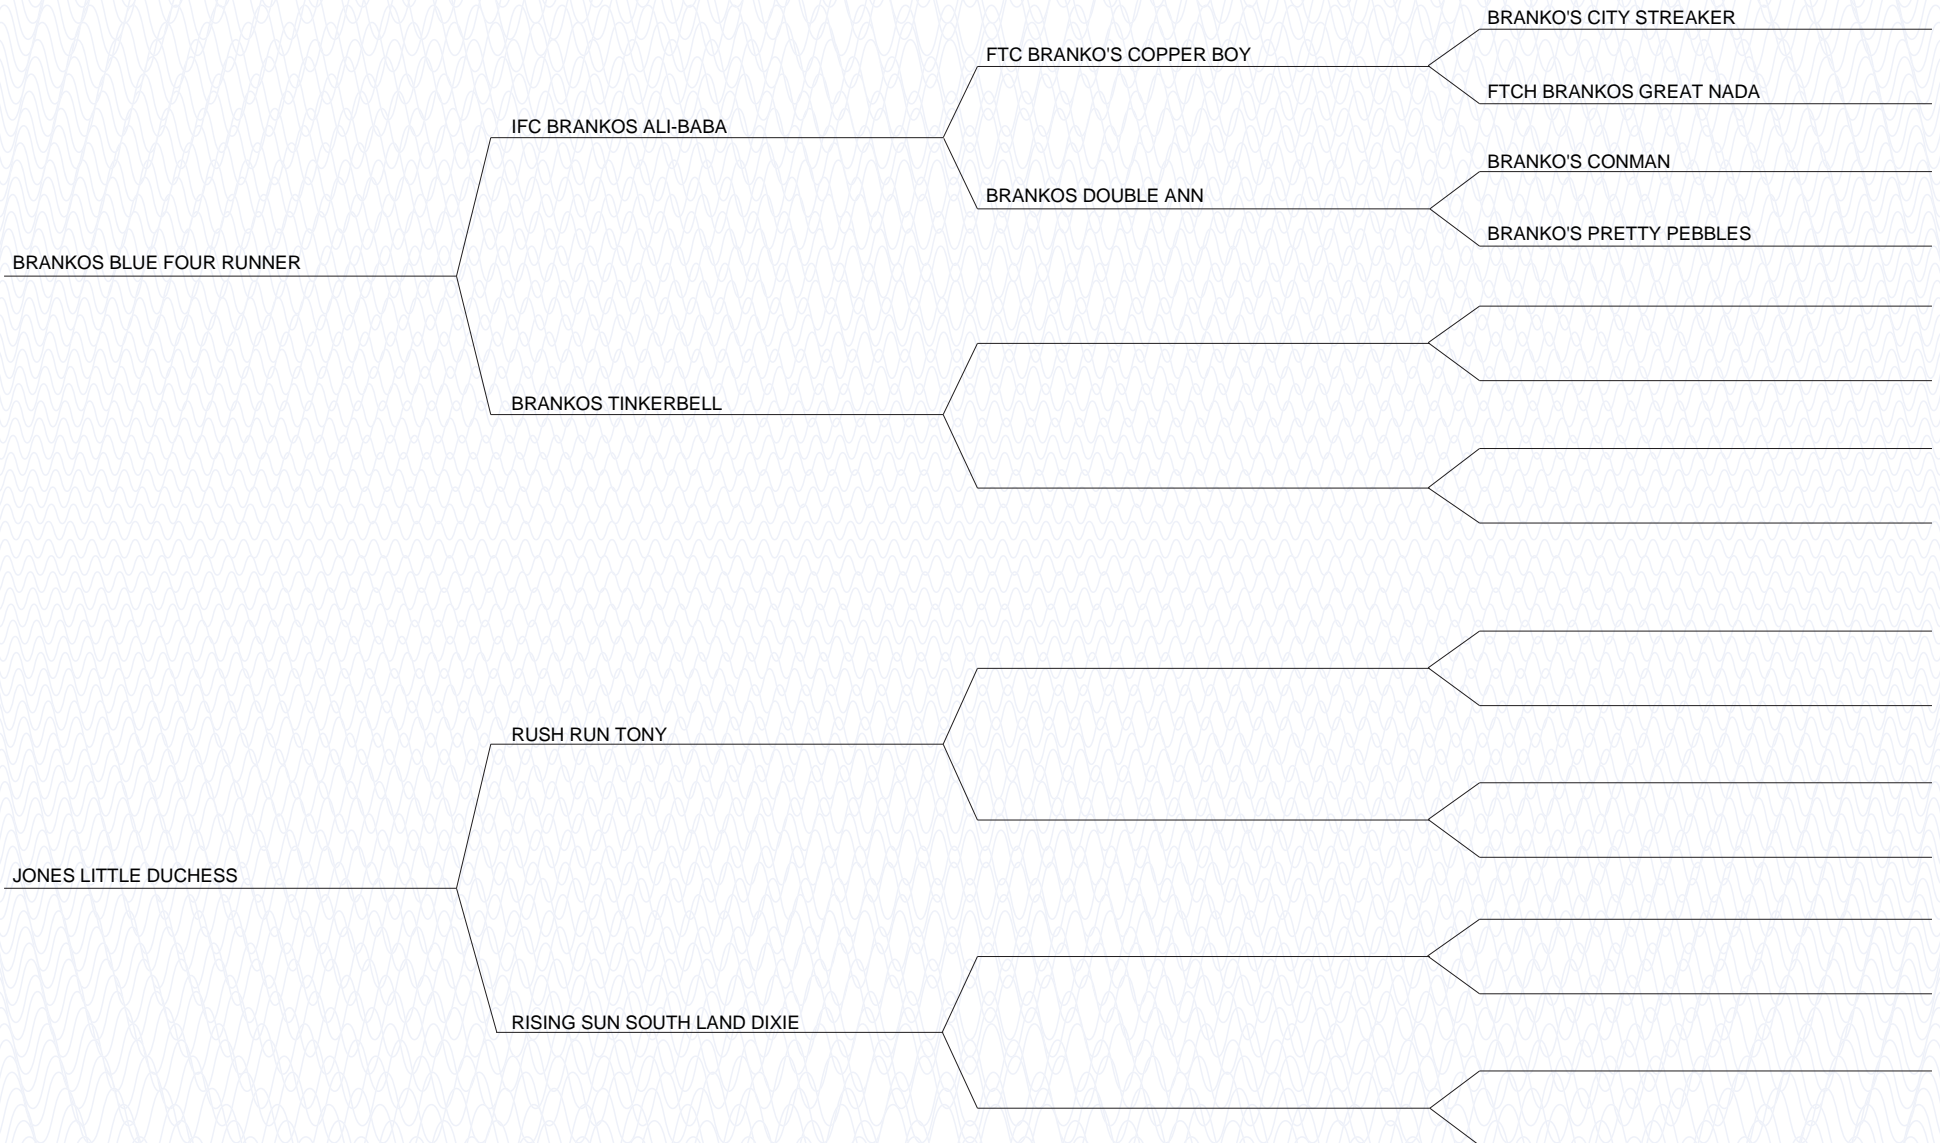 BRANKO'S CITY STREAKER
FTC BRANKO'S COPPER BOY
FTCH BRANKOS GREAT NADA
IFC BRANKOS ALI-BABA
BRANKO'S CONMAN
BRANKOS DOUBLE ANN
BRANKO'S PRETTY PEBBLES
BRANKOS BLUE FOUR RUNNER
BRANKOS TINKERBELL
RUSH RUN TONY
JONES LITTLE DUCHESS
RISING SUN SOUTH LAND DIXIE